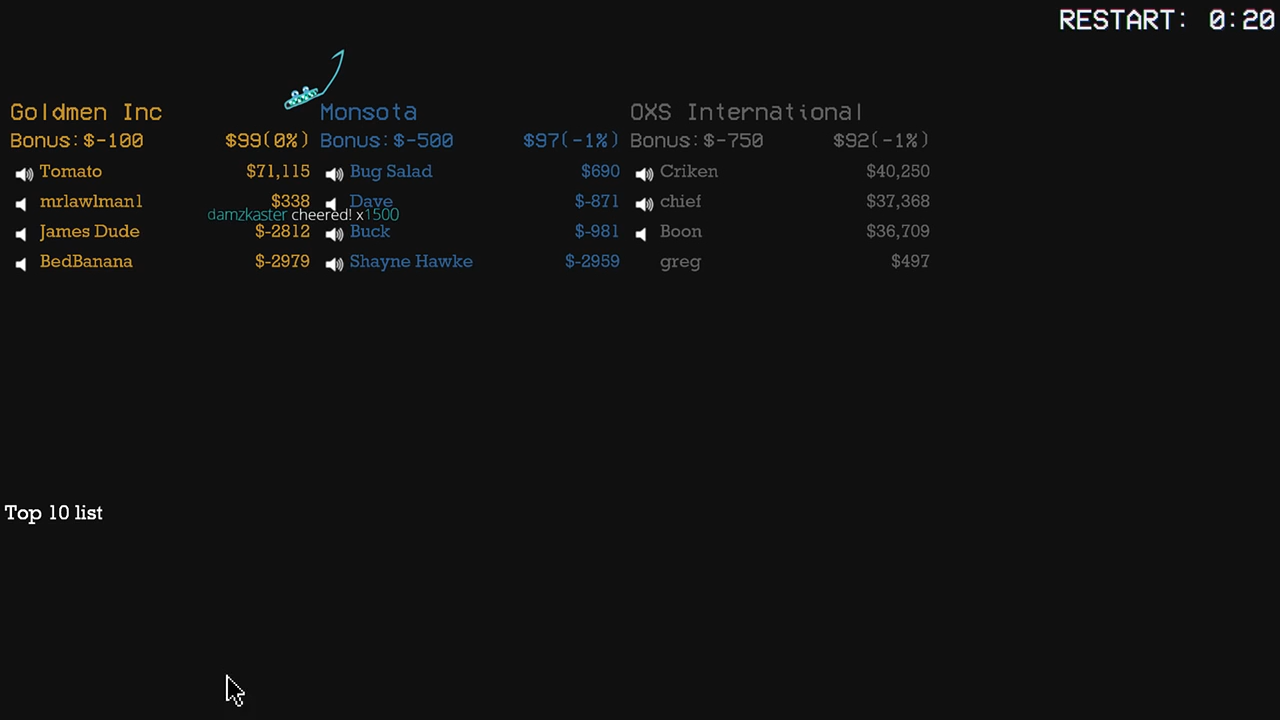 RESTART: 0:20
Goldmen Inc
Bonus:$-100 $99(0%)
Tomato $71,115
mrlawlman1 $338
James Dude $-2812
BedBanana $-2979
Monsota
Bonus:$-500 $97(-1%)
Bug Salad $690
Dave $-871
Buck $-981
Shayne Hawke $-2959
OXS International
Bonus:$-750 $92(-1%)
Criken $40,250
chief $37,368
Boon $36,709
greg $497
damzkaster cheered! x1500
Top 10 list